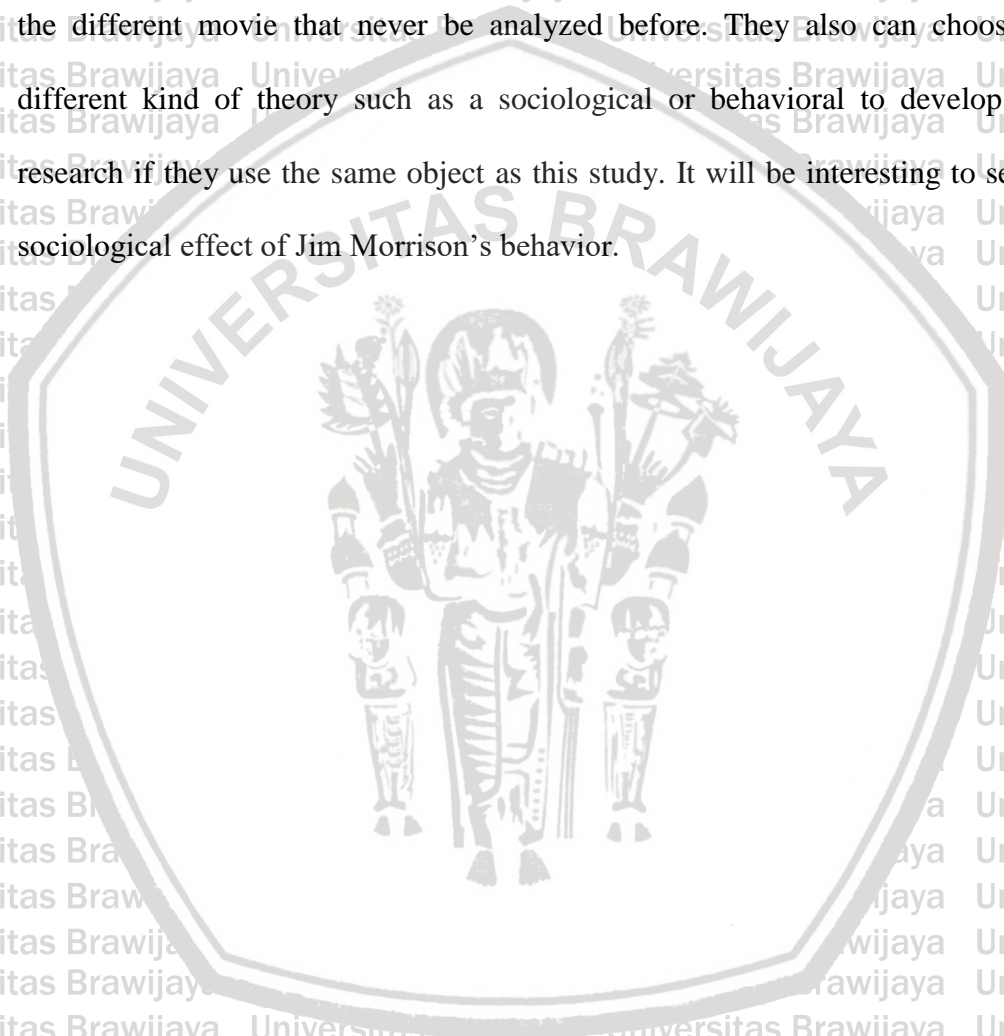 the different movie that never be analyzed before. They also can choos
different kind of theory such as a sociological or behavioral to develop
research if they use the same object as this study. It will be interesting to se
sociological effect of Jim Morrison's behavior.
UNIVERSITAS BRAWIJAYA